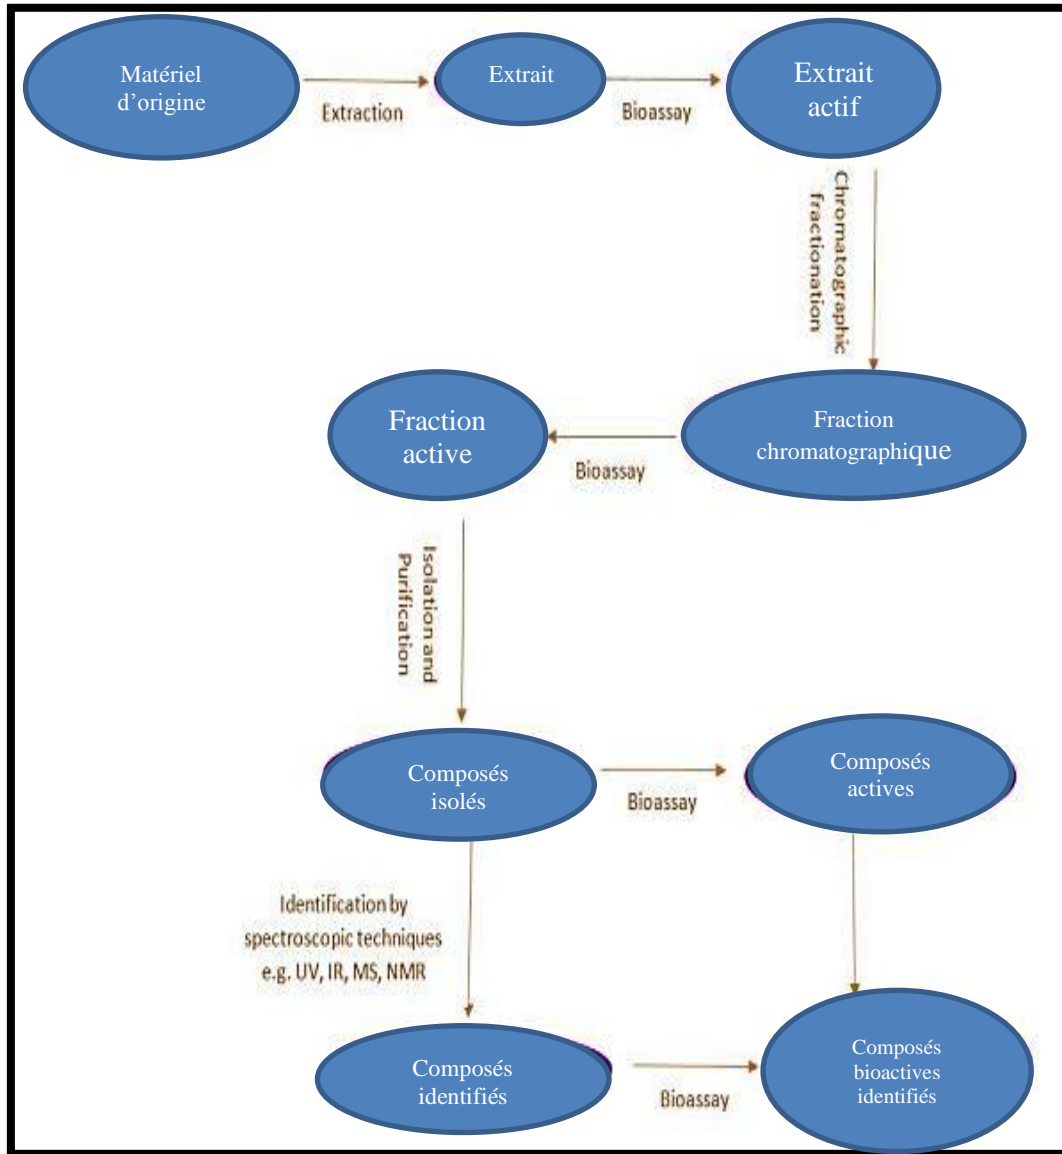 Matériel
d’origine
Extraction
Extrait
Bioassay
Extrait
actif
Chromatographic
fractionation
Fraction
chromatographique
Bioassay
Fraction
active
Isolation and
Purification
Composés
isolés
Bioassay
Composés
actives
Identification by
spectroscopic techniques
e.g. UV, IR, MS, NMR
Composés
identifiés
Bioassay
Composés
bioactives
identifiés